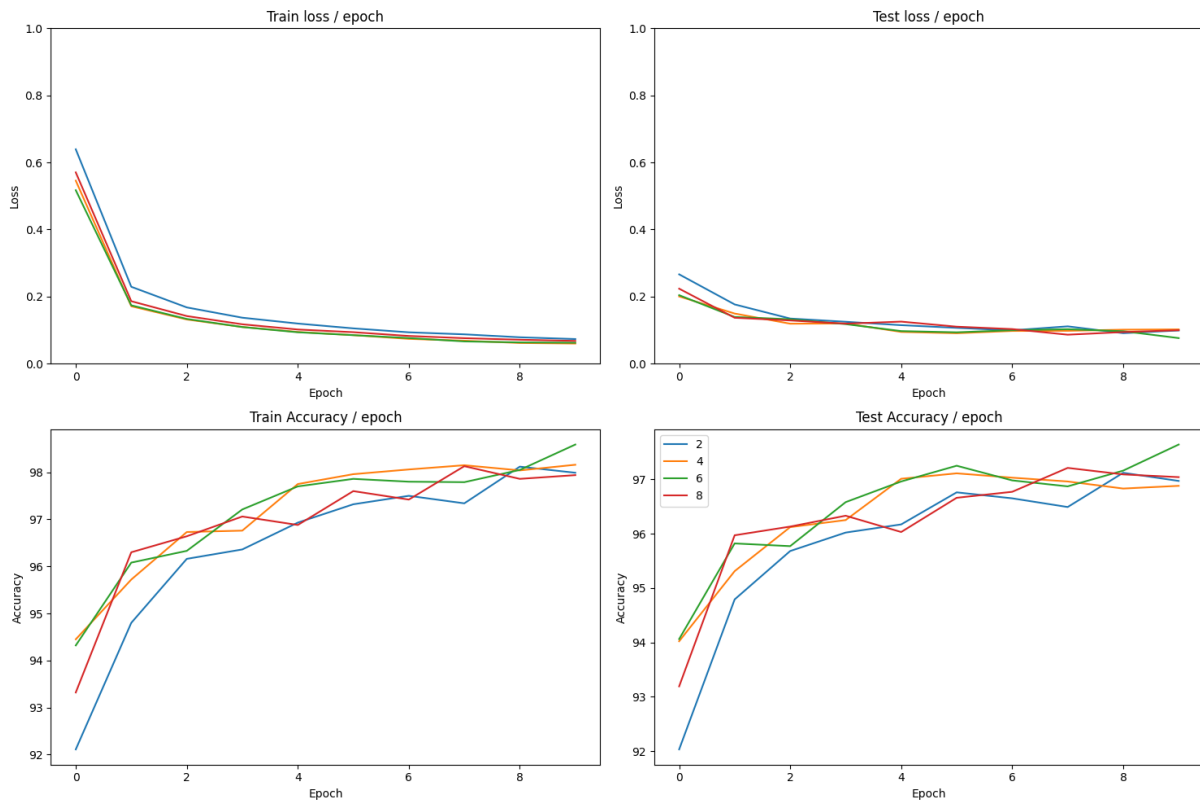 Train loss / epoch
1.0
0.8
0.6
0.4
0.2
0.0
Loss
0 2 4 6 8
Epoch
Test loss / epoch
1.0
0.8
0.6
0.4
0.2
0.0
Loss
0 2 4 6 8
Epoch
Train Accuracy / epoch
98
97
96
95
94
93
92
Accuracy
0 2 4 6 8
Epoch
Test Accuracy / epoch
2
4
6
8
97
96
95
94
93
92
Accuracy
0 2 4 6 8
Epoch